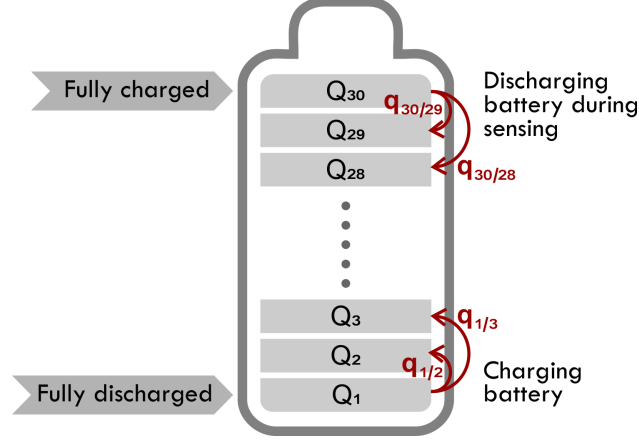 Fully charged
Q30
q30/29
Discharging
battery during
sensing
Q29
Q28
q30/28
Q3
q1/3
Q2
q1/2
Charging
battery
Fully discharged
Q1